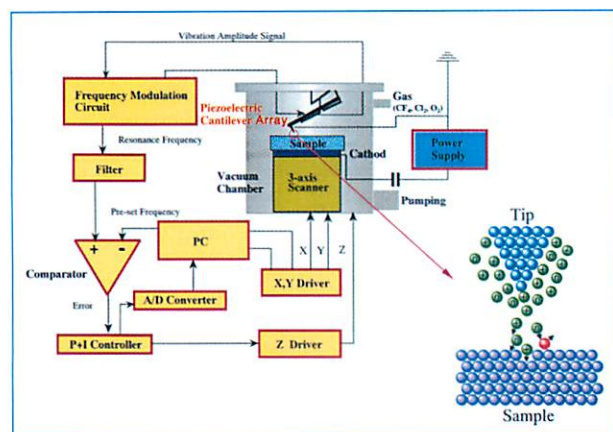 Vibration Amplitude Signal
Frequency Modulation
Circuit
Piezoelectric
Cantilever Array
Gas
(CF₄, Cl₂, O₂)
Resonance Frequency
Sample
Cathod
Power
Supply
Filter
Vacuum
Chamber
3-axis
Scanner
Pumping
Pre-set Frequency
+ -
PC
X Y Z
Tip
Comparator
A/D Converter
X,Y Driver
Error
P+I Controller
Z Driver
Sample